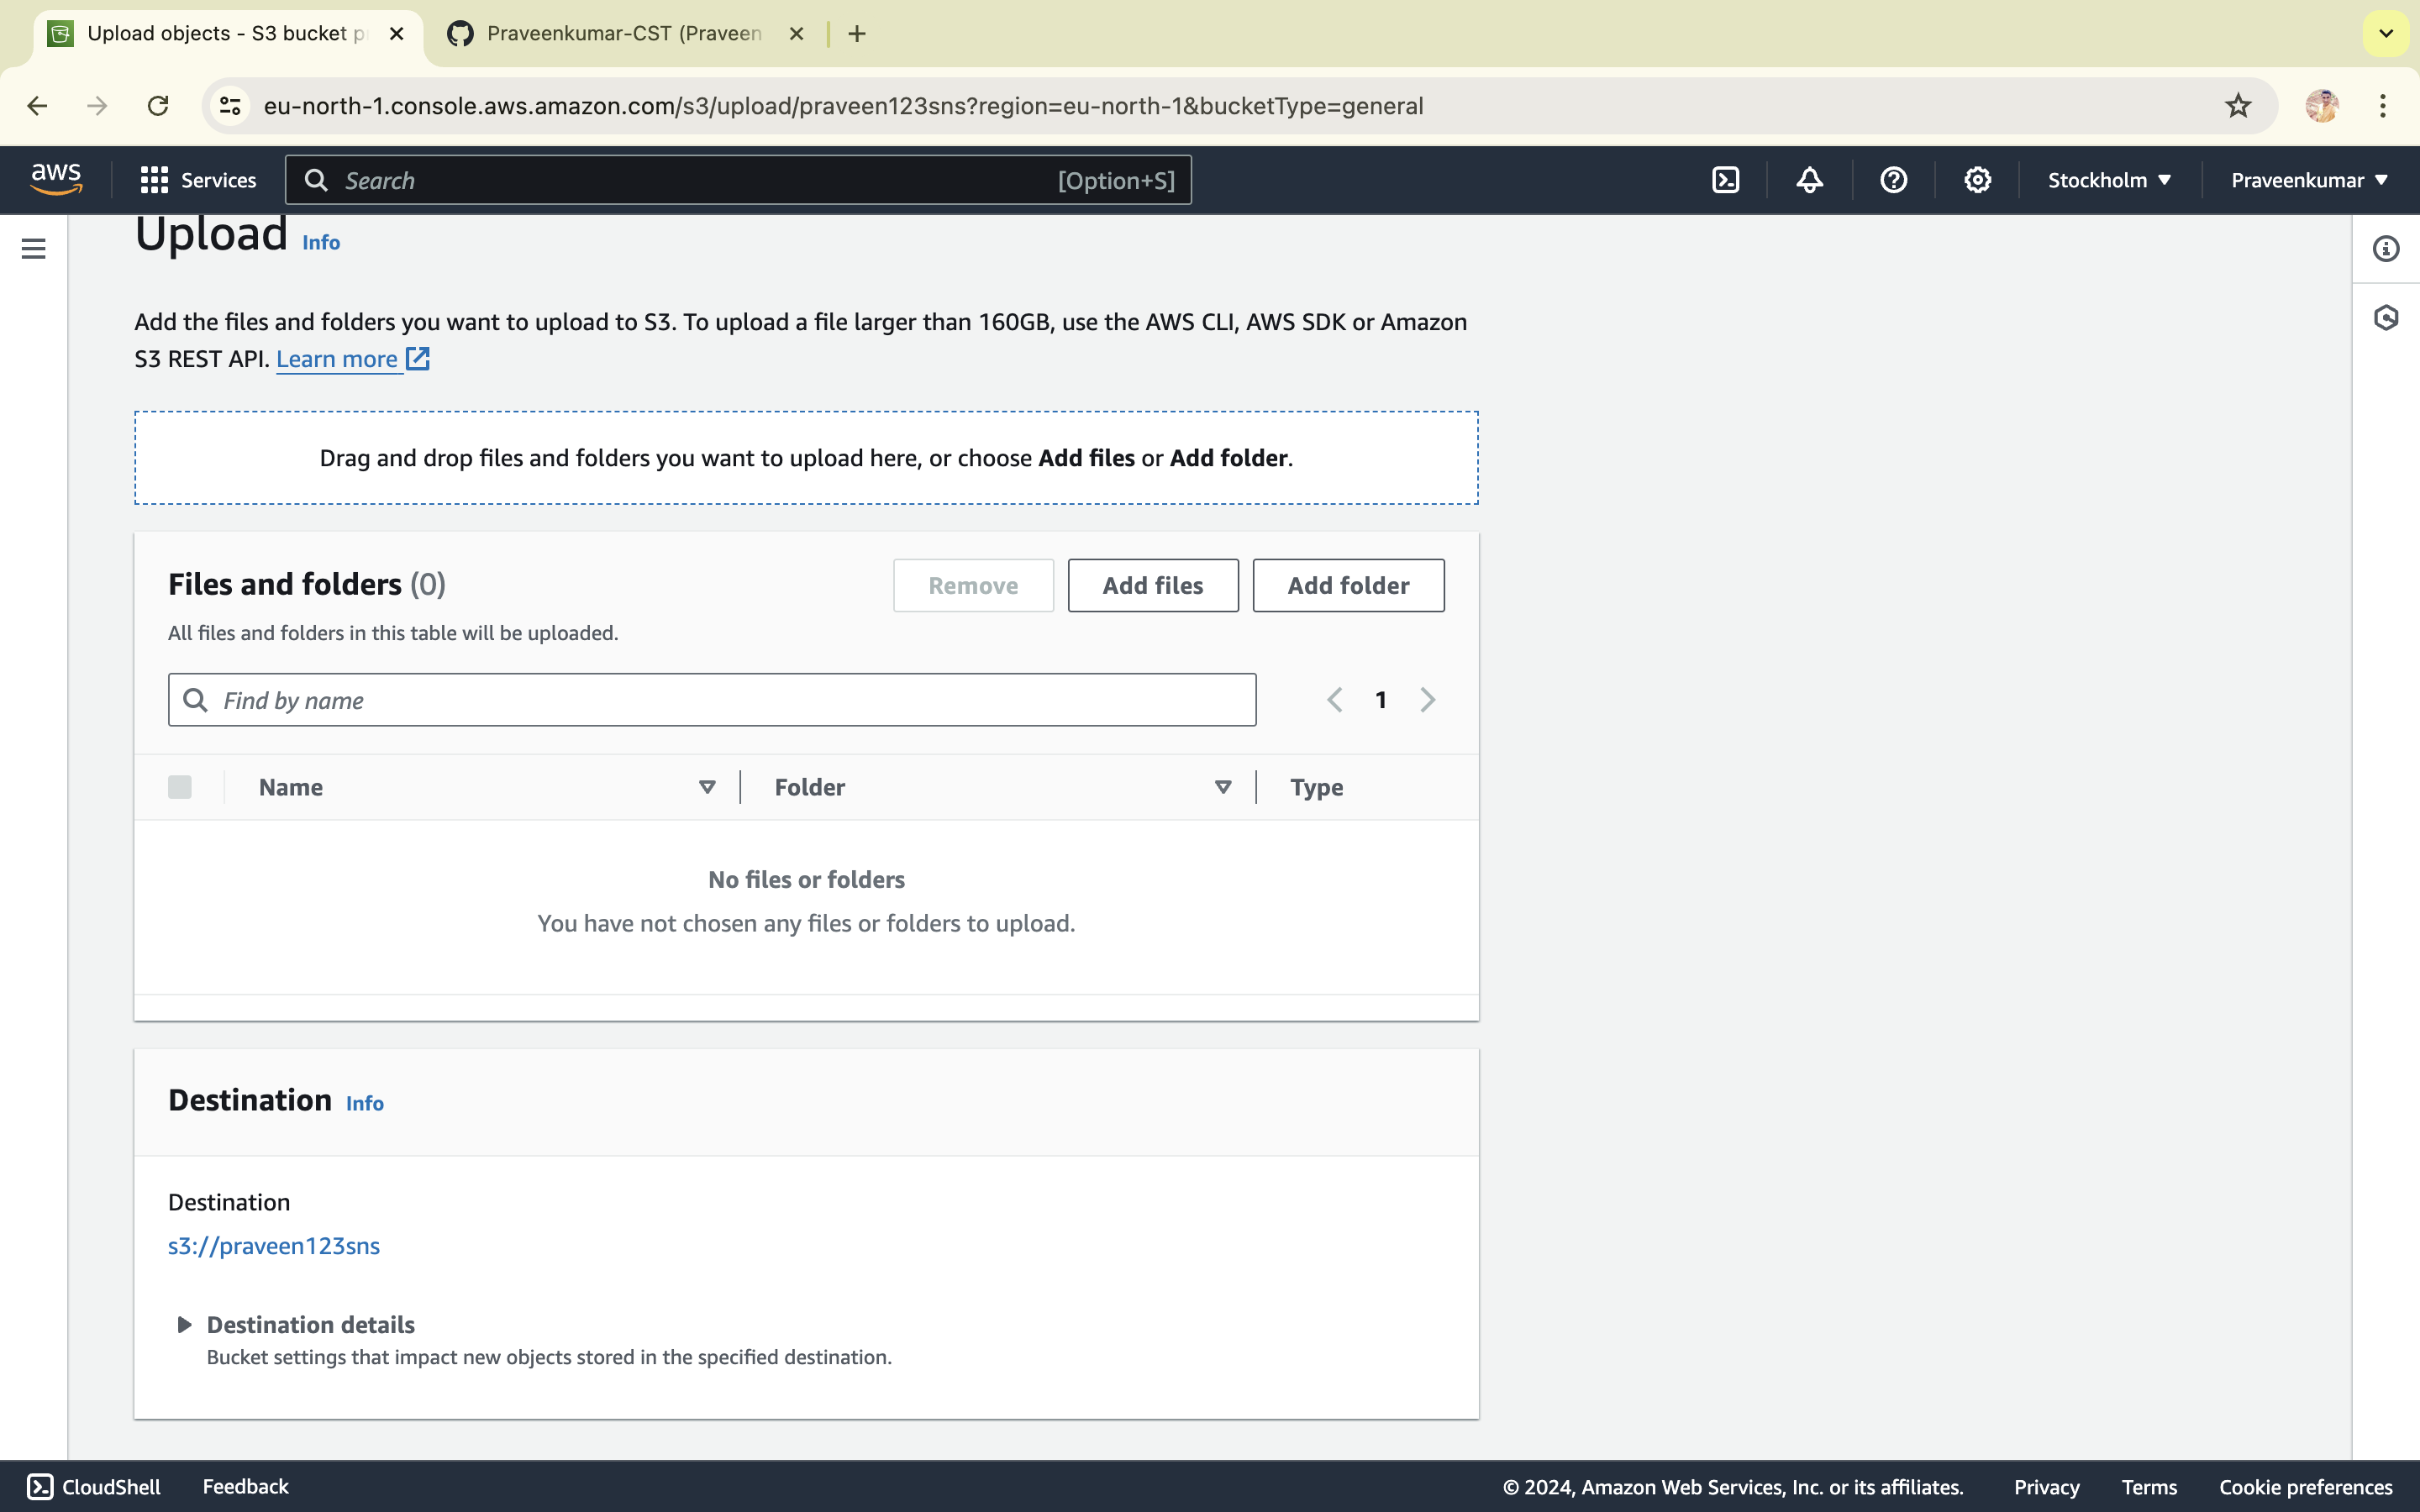 Upload objects - S3 bucket p
Praveenkumar-CST (Praveen
eu-north-1.console.aws.amazon.com/s3/upload/praveen123sns?region=eu-north-1&bucketType=general
aws
Services
Search
[Option+S]
Stockholm
Praveenkumar
Upload
Info
Add the files and folders you want to upload to S3. To upload a file larger than 160GB, use the AWS CLI, AWS SDK or Amazon
S3 REST API. Learn more
Drag and drop files and folders you want to upload here, or choose Add files or Add folder.
Files and folders (0)
Remove
Add files
Add folder
All files and folders in this table will be uploaded.
Find by name
1
Name
Folder
Type
No files or folders
You have not chosen any files or folders to upload.
Destination
Info
Destination
s3://praveen123sns
Destination details
Bucket settings that impact new objects stored in the specified destination.
CloudShell
Feedback
© 2024, Amazon Web Services, Inc. or its affiliates.
Privacy
Terms
Cookie preferences